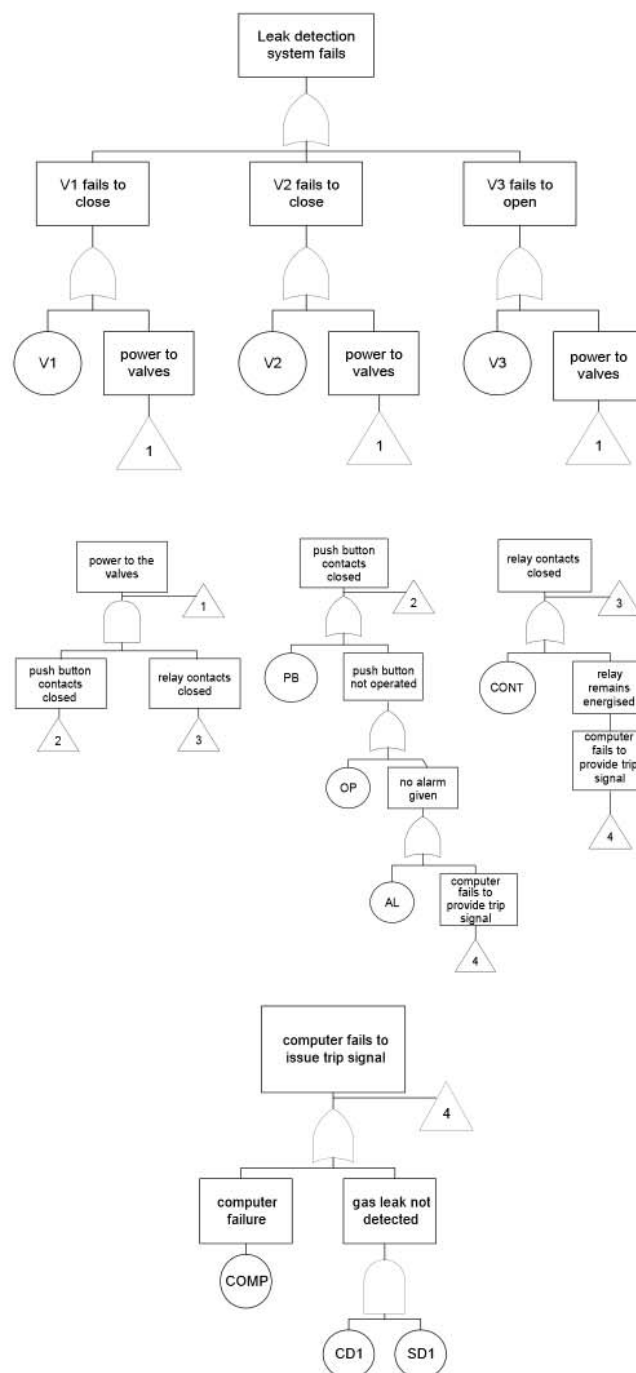 Leak detection
system fails
V1 fails to
close
V2 fails to
close
V3 fails to
open
V1
power to
valves
V2
power to
valves
V3
power to
valves
1
1
1
power to the
valves
1
push button
contacts
closed
relay contacts
closed
2
3
push button
contacts
closed
2
PB
push button
not operated
OP
no alarm
given
AL
computer
fails to
provide trip
signal
4
relay contacts
closed
3
CONT
relay
remains
energised
computer
fails to
provide trip
signal
4
computer fails to
issue trip signal
4
computer
failure
gas leak not
detected
COMP
CD1
SD1